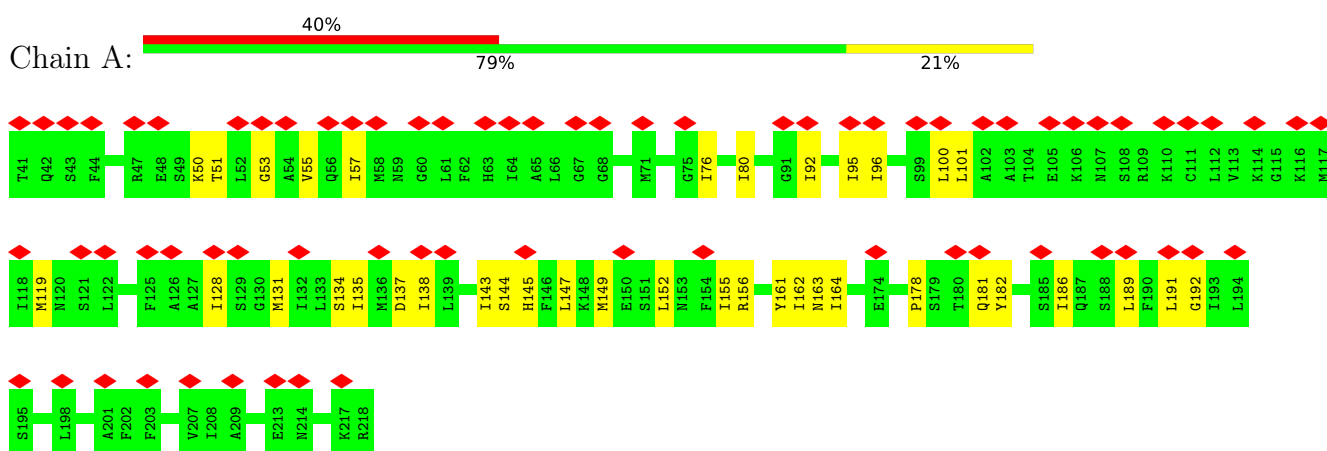 40%
Chain A:
79% 21%
T41 Q42 S43 F44 R47 E48 S49 K50 T51 L52 G53 A54 V55 Q56 I57 M58 N59 G60 L61 F62 H63 I64 A65 L66 G67 G68 M71 G75 I76 I80 G91 I92 I95 I96 S99 L100 L101 A102 A103 T104 E105 K106 N107 S108 R109 K110 C111 L112 V113 K114 G115 K116 M117
I118 M119 N120 S121 L122 F125 A126 A127 I128 S129 G130 M131 I132 L133 S134 I135 M136 D137 I138 L139 I143 S144 H145 F146 L147 K148 M149 E150 S151 L152 N153 F154 I155 R156 Y161 I162 N163 I164 E174 P178 S179 T180 Q181 Y182 S185 I186 Q187 S188 L189 F190 L191 G192 I193 L194
S195 L198 A201 F202 F203 V207 I208 A209 E213 N214 K217 R218